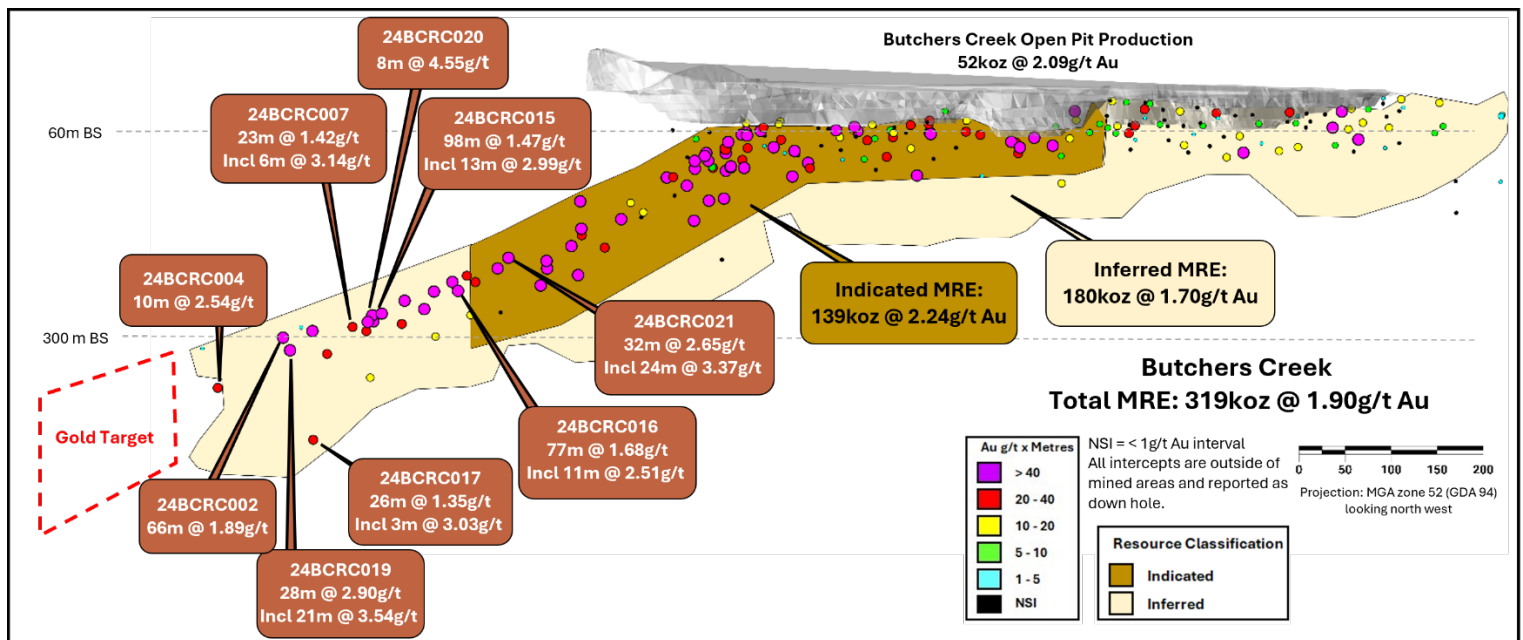 24BCRC020
8m @ 4.55g/t
Butchers Creek Open Pit Production
52koz @ 2.09g/t Au
24BCRC007
23m @ 1.42g/t
Incl 6m @ 3.14g/t
24BCRC015
98m @ 1.47g/t
Incl 13m @ 2.99g/t
60m BS
24BCRC004
10m @ 2.54g/t
300m BS
Gold Target
24BCRC021
32m @ 2.65g/t
Incl 24m @ 3.37g/t
Indicated MRE:
139koz @ 2.24g/t Au
Inferred MRE:
180koz @ 1.70g/t Au
Butchers Creek
Total MRE: 319koz @ 1.90g/t Au
24BCRC016
77m @ 1.68g/t
Incl 11m @ 2.51g/t
24BCRC017
26m @ 1.35g/t
Incl 3m @ 3.03g/t
24BCRC002
66m @ 1.89g/t
24BCRC019
28m @ 2.90g/t
Incl 21m @ 3.54g/t
Au g/t x Metres
> 40
20 - 40
10 - 20
5 - 10
1 - 5
NSI
NSI = < 1g/t Au interval
All intercepts are outside of
mined areas and reported as
down hole.
0 50 100 150 200
Projection: MGA zone 52 (GDA 94)
looking north west
Resource Classification
Indicated
Inferred